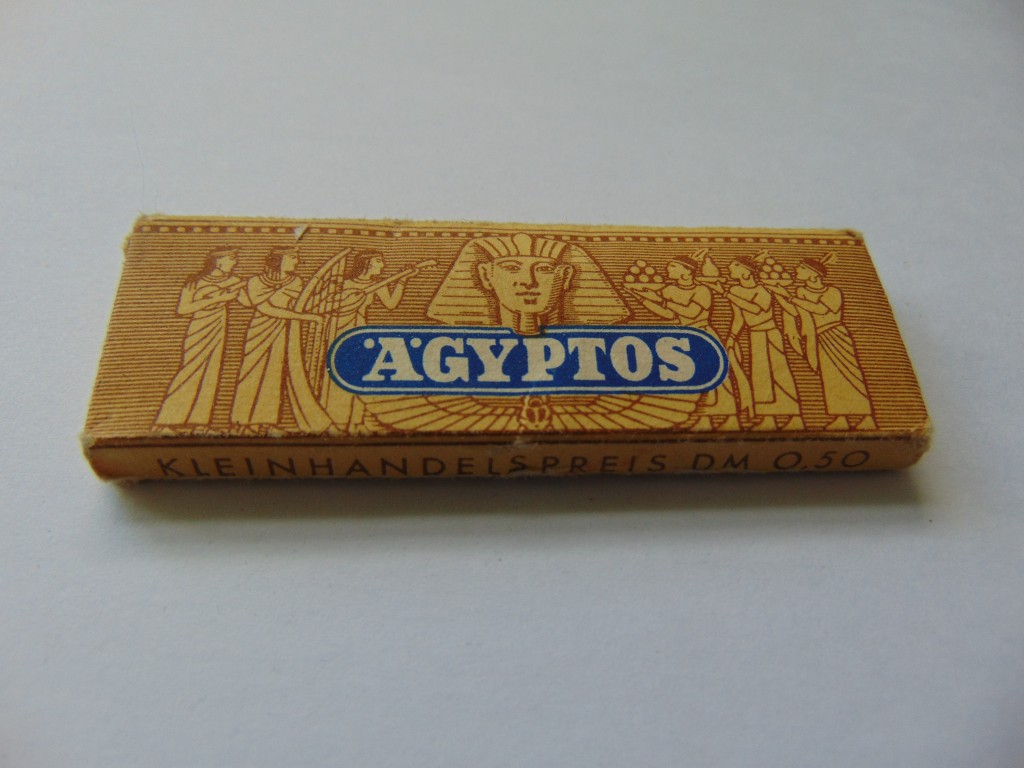 ÄGYPTOS
KLEINHANDELSPREIS DM 0,50